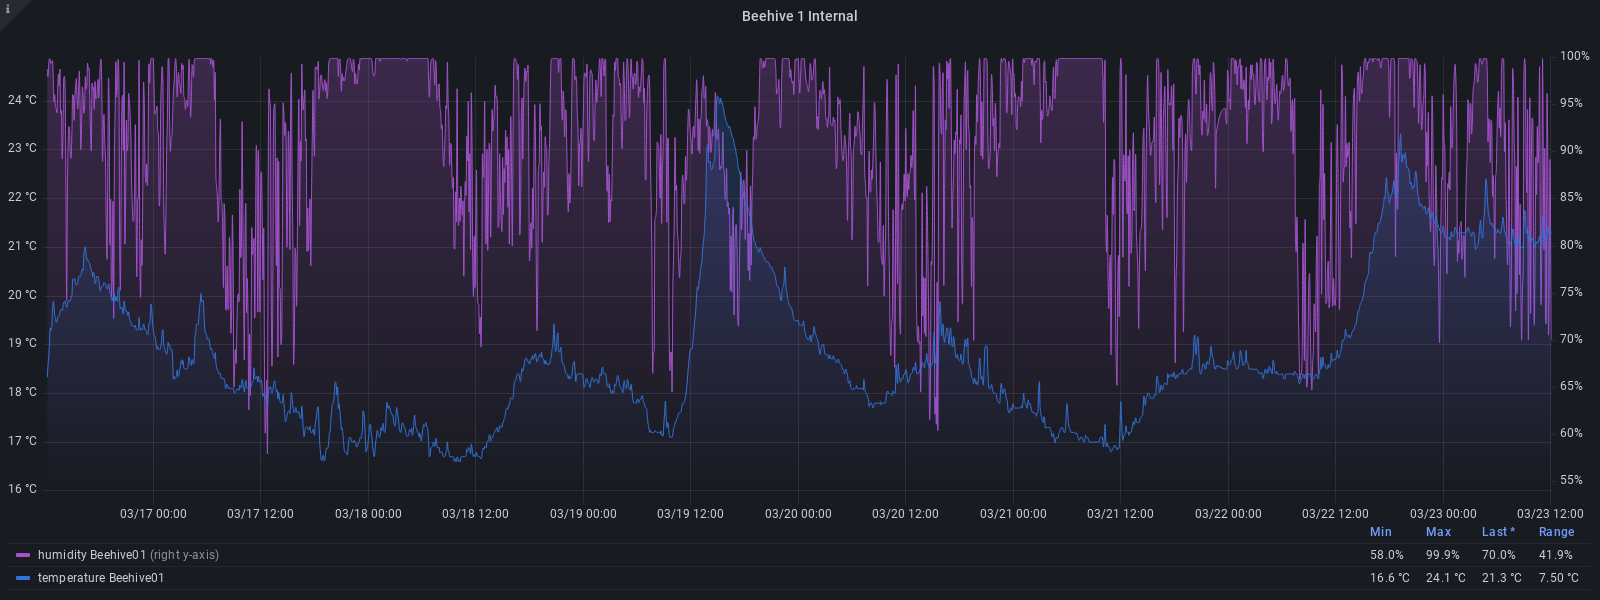 i
Beehive 1 Internal
24 °C
23 °C
22 °C
21 °C
20 °C
19 °C
18 °C
17 °C
16 °C
100%
95%
90%
85%
80%
75%
70%
65%
60%
55%
03/17 00:00 03/17 12:00 03/18 00:00 03/18 12:00 03/19 00:00 03/19 12:00 03/20 00:00 03/20 12:00 03/21 00:00 03/21 12:00 03/22 00:00 03/22 12:00 03/23 00:00 03/23 12:00
Min Max Last * Range
humidity Beehive01 (right y-axis) 58.0% 99.9% 70.0% 41.9%
temperature Beehive01 16.6 °C 24.1 °C 21.3 °C 7.50 °C